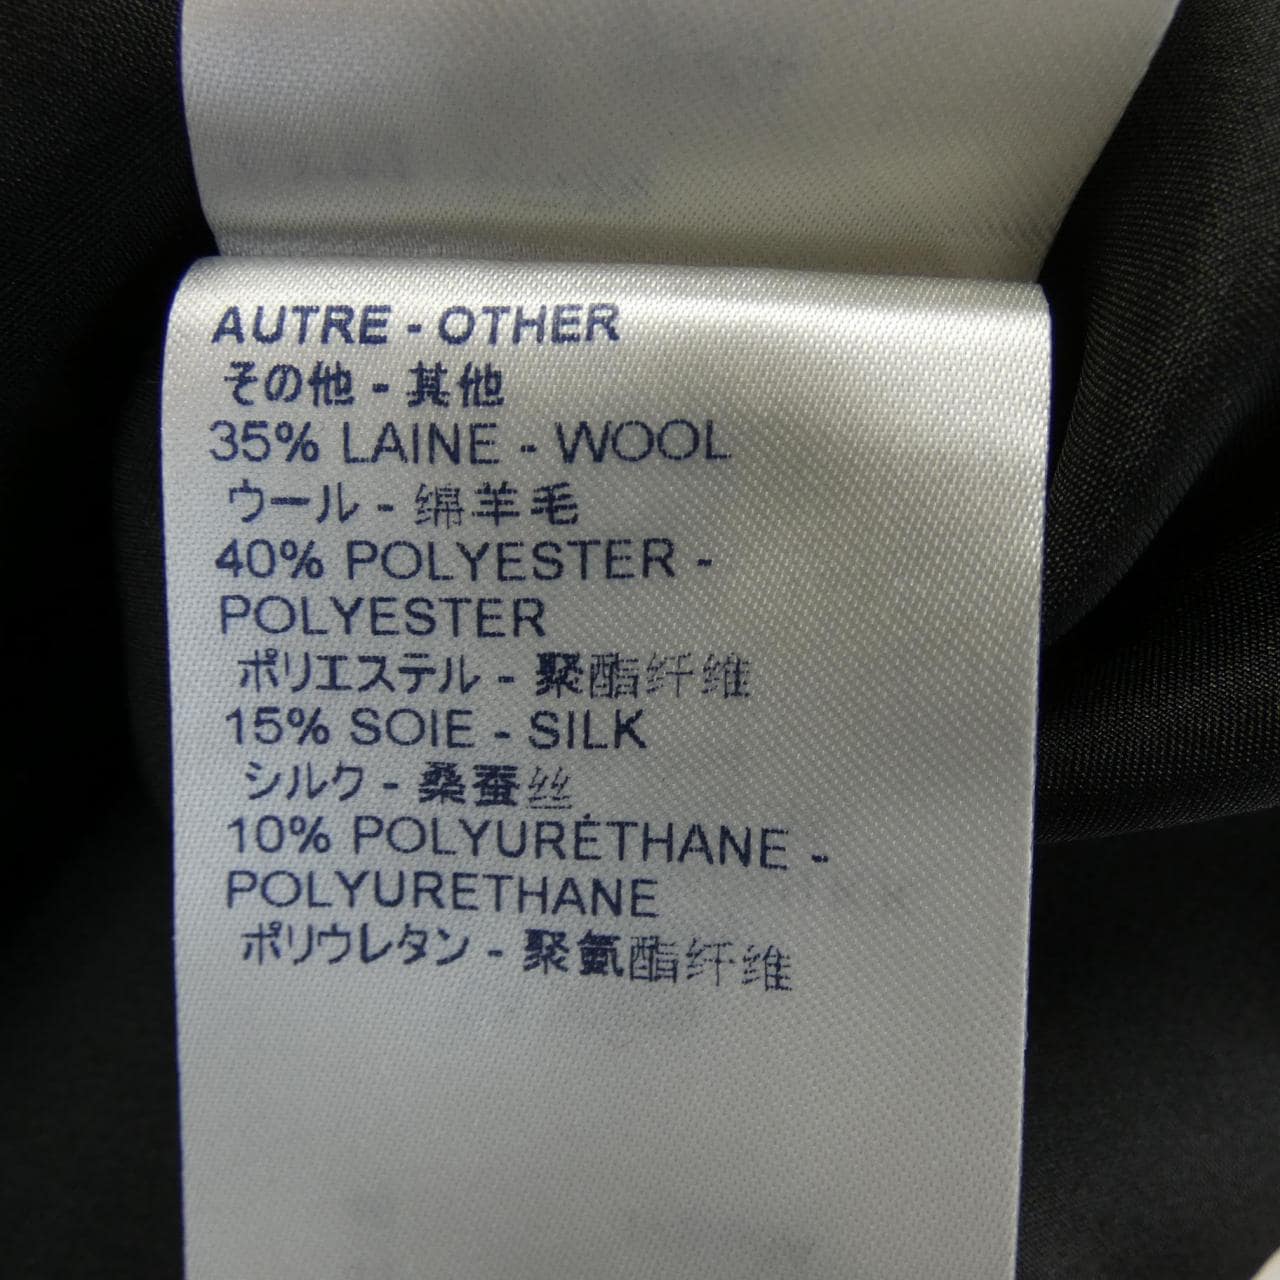 AUTRE - OTHER
その他 - 其他
35% LAINE - WOOL
ウール - 绵羊毛
40% POLYESTER -
POLYESTER
ポリエステル - 聚酯纤维
15% SOIE - SILK
シルク - 桑蚕丝
10% POLYURÉTHANE -
POLYURETHANE
ポリウレタン - 聚氨酯纤维